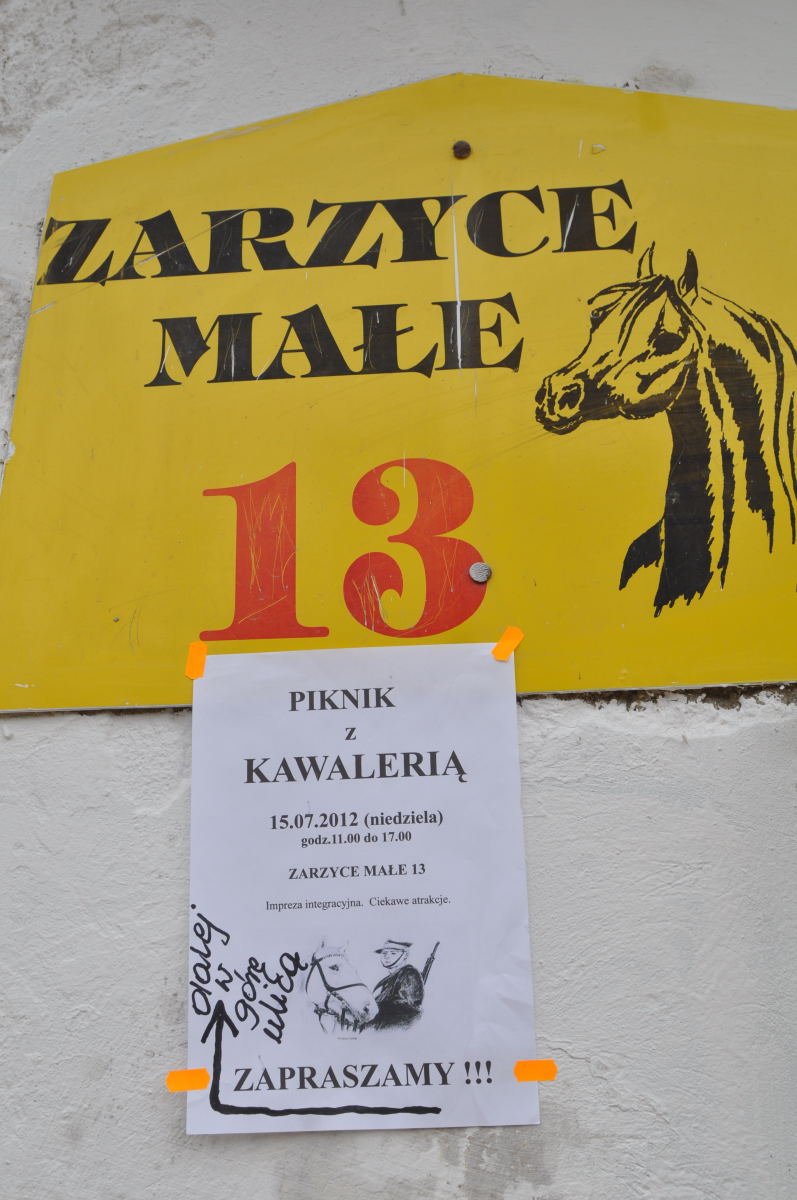 ZARZYCE
MAŁE
13
PIKNIK
z
KAWALERIĄ
15.07.2012 (niedziela)
godz.11.00 do 17.00
ZARZYCE MAŁE 13
Impreza integracyjna. Ciekawe atrakcje.
dalej
w
górę
ulicą
ZAPRASZAMY !!!